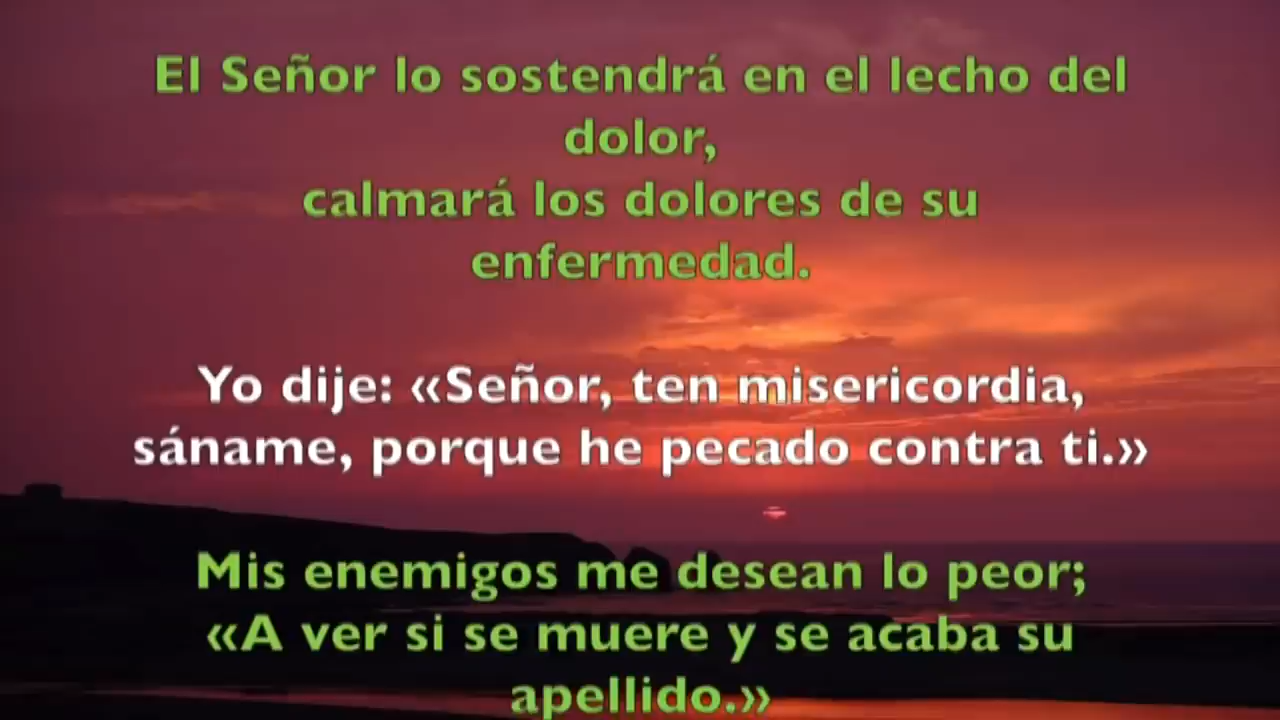 El Señor lo sostendrá en el lecho del
dolor,
calmará los dolores de su
enfermedad.
Yo dije: «Señor, ten misericordia,
sáname, porque he pecado contra ti.»
Mis enemigos me desean lo peor;
«A ver si se muere y se acaba su
apellido.»